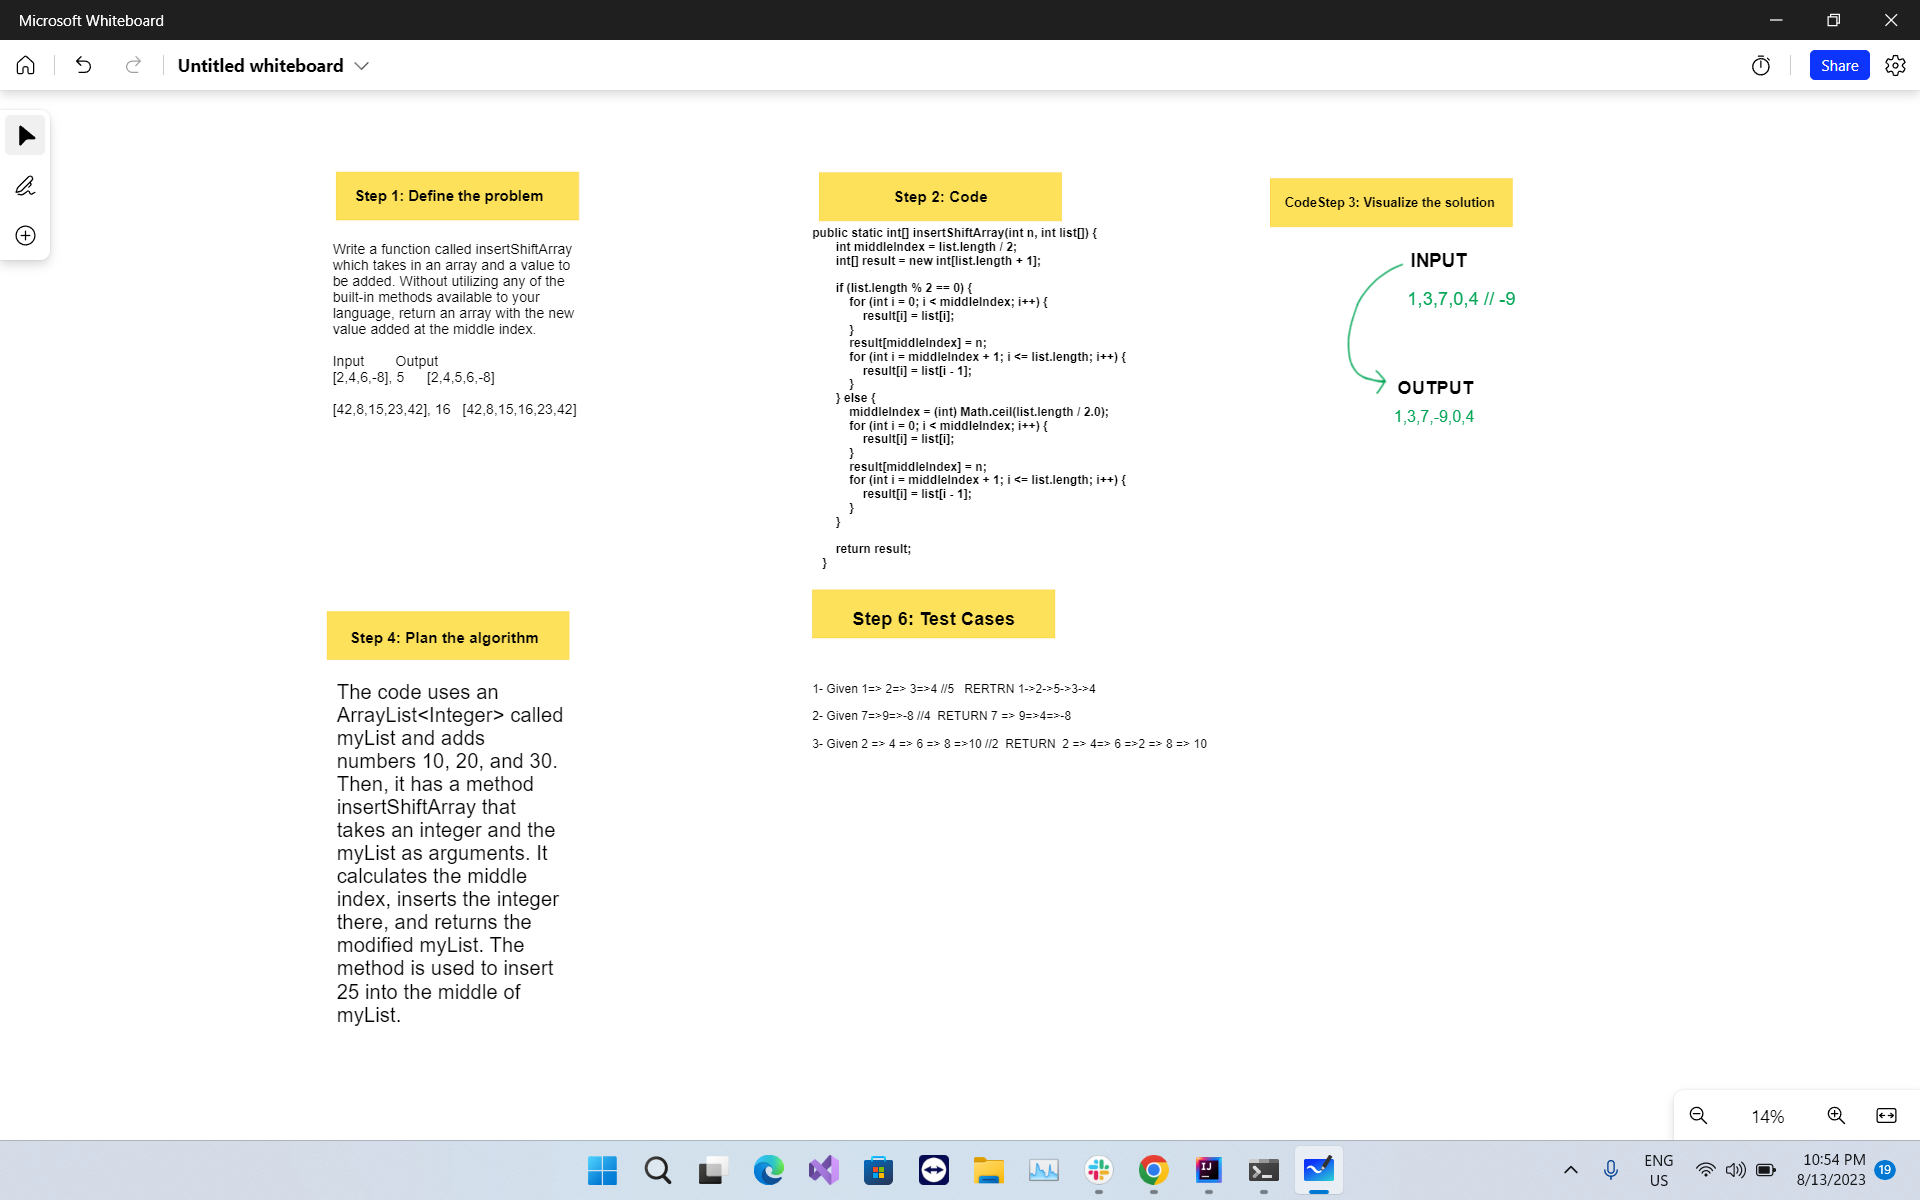 Microsoft Whiteboard
Untitled whiteboard
Share
Step 1: Define the problem
Write a function called insertShiftArray
which takes in an array and a value to
be added. Without utilizing any of the
built-in methods available to your
language, return an array with the new
value added at the middle index.
Input Output
[2,4,6,-8], 5 [2,4,5,6,-8]
[42,8,15,23,42], 16 [42,8,15,16,23,42]
Step 2: Code
public static int[] insertShiftArray(int n, int list[]) {
int middleIndex = list.length / 2;
int[] result = new int[list.length + 1];
if (list.length % 2 == 0) {
for (int i = 0; i < middleIndex; i++) {
result[i] = list[i];
}
result[middleIndex] = n;
for (int i = middleIndex + 1; i <= list.length; i++) {
result[i] = list[i - 1];
}
} else {
middleIndex = (int) Math.ceil(list.length / 2.0);
for (int i = 0; i < middleIndex; i++) {
result[i] = list[i];
}
result[middleIndex] = n;
for (int i = middleIndex + 1; i <= list.length; i++) {
result[i] = list[i - 1];
}
}
return result;
}
CodeStep 3: Visualize the solution
INPUT
1,3,7,0,4 // -9
OUTPUT
1,3,7,-9,0,4
Step 4: Plan the algorithm
The code uses an
ArrayList<Integer> called
myList and adds
numbers 10, 20, and 30.
Then, it has a method
insertShiftArray that
takes an integer and the
myList as arguments. It
calculates the middle
index, inserts the integer
there, and returns the
modified myList. The
method is used to insert
25 into the middle of
myList.
Step 6: Test Cases
1- Given 1=> 2=> 3=>4 //5 RERTRN 1->2->5->3->4
2- Given 7=>9=>-8 //4 RETURN 7 => 9=>4=>-8
3- Given 2 => 4 => 6 => 8 =>10 //2 RETURN 2 => 4=> 6 =>2 => 8 => 10
14%
IJ
ENG
US
10:54 PM
8/13/2023
19